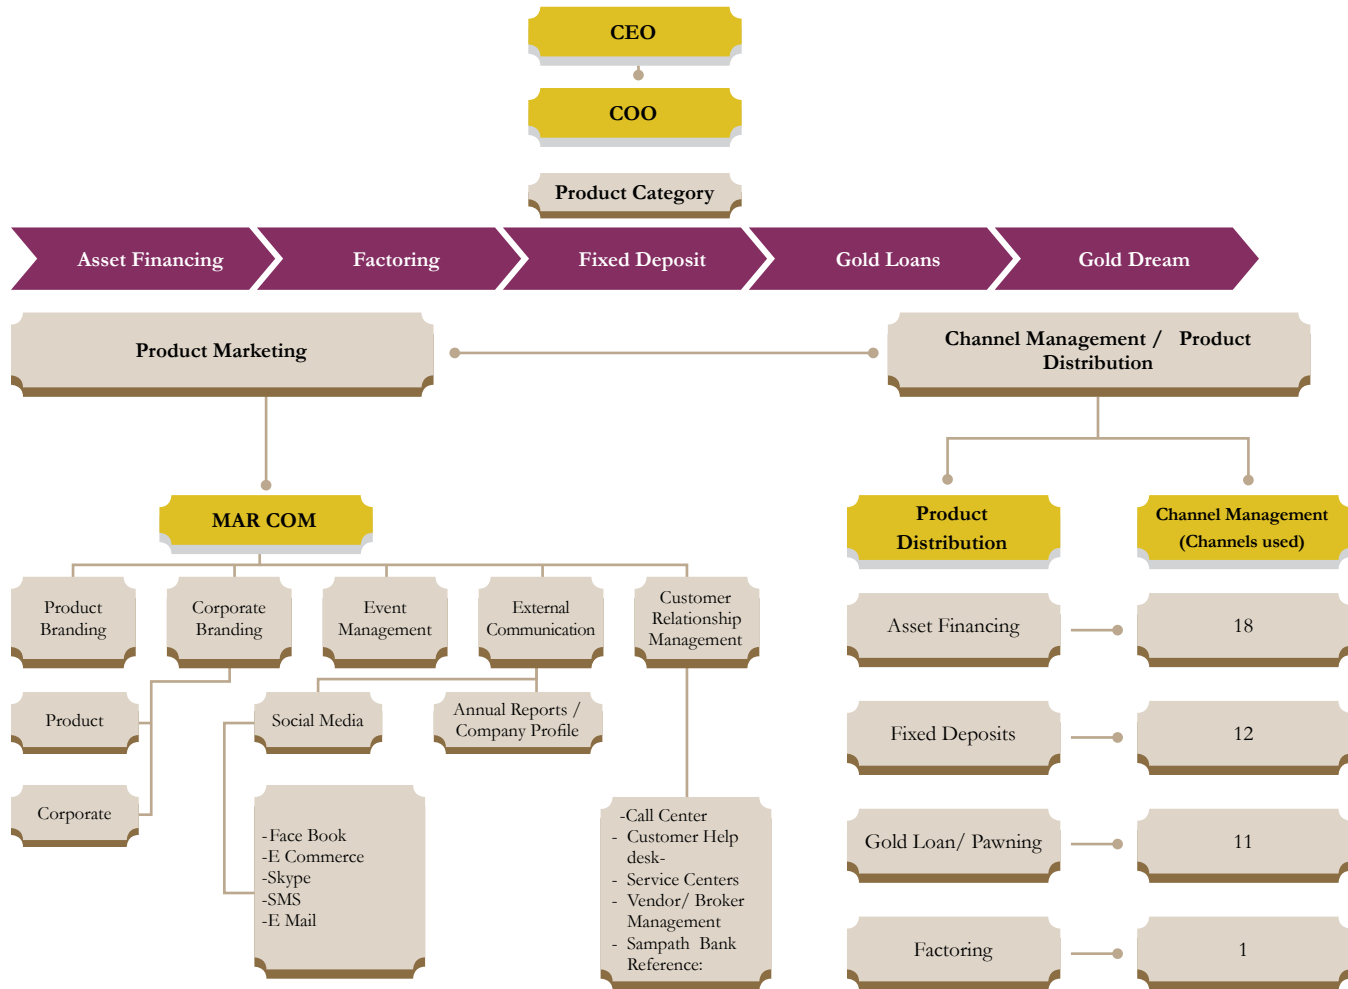 CEO
COO
Product Category
Asset Financing
Factoring
Fixed Deposit
Gold Loans
Gold Dream
Product Marketing
Channel Management / Product
Distribution
MAR COM
Product
Distribution
Channel Management
(Channels used)
Product
Branding
Corporate
Branding
Event
Management
External
Communication
Customer
Relationship
Management
Asset Financing
18
Product
Social Media
Annual Reports /
Company Profile
Fixed Deposits
12
Corporate
-Face Book
-E Commerce
-Skype
-SMS
-E Mail
-Call Center
- Customer Help
desk-
- Service Centers
- Vendor/ Broker
Management
- Sampath Bank
Reference:
Gold Loan/ Pawning
11
Factoring
1